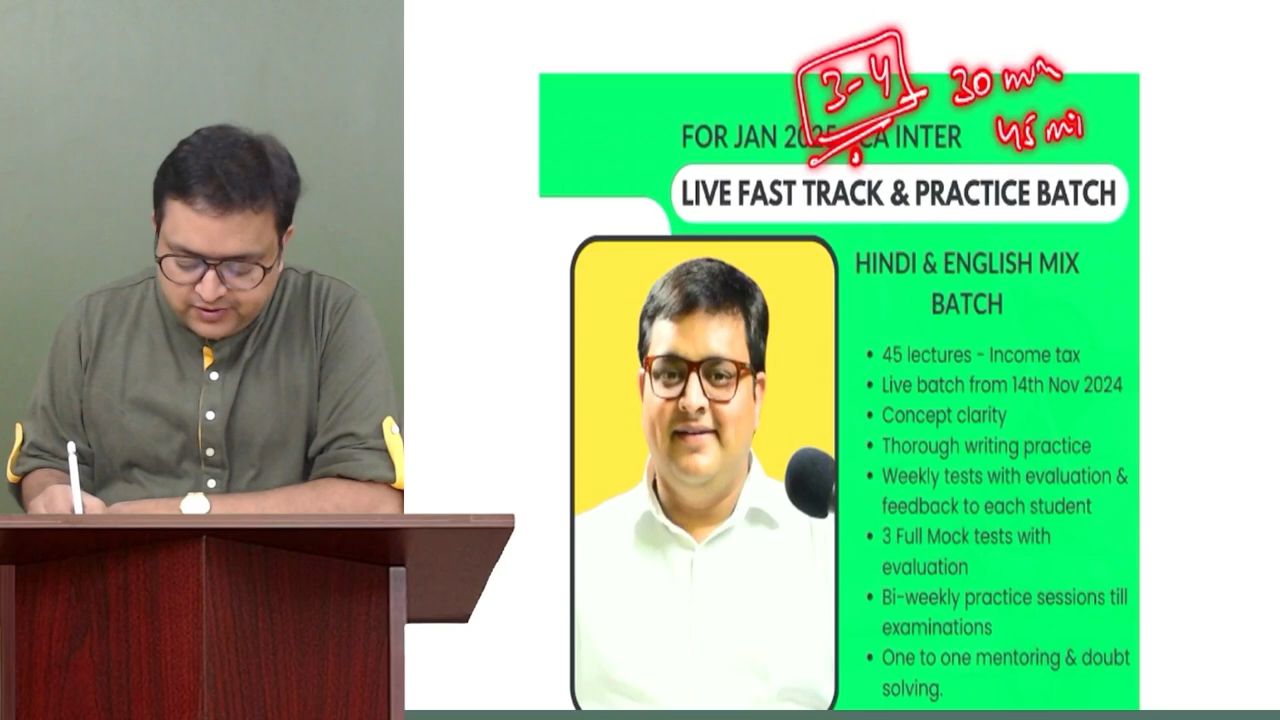 3-4 30 min
45 min
FOR JAN 2025 CA INTER
LIVE FAST TRACK & PRACTICE BATCH
HINDI & ENGLISH MIX
BATCH
• 45 lectures - Income tax
• Live batch from 14th Nov 2024
• Concept clarity
• Thorough writing practice
• Weekly tests with evaluation &
feedback to each student
• 3 Full Mock tests with
evaluation
• Bi-weekly practice sessions till
examinations
• One to one mentoring & doubt
solving.